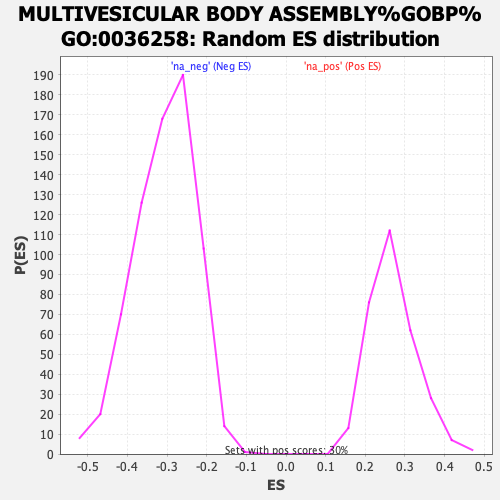 MULTIVESICULAR BODY ASSEMBLY%GOBP%
GO:0036258: Random ES distribution
'na_neg' (Neg ES)
'na_pos' (Pos ES)
190
180
170
160
150
140
130
120
110
100
90
80
70
60
50
40
30
20
10
0
P(ES)
Sets with pos scores: 30%
-0.5 -0.4 -0.3 -0.2 -0.1 0.0 0.1 0.2 0.3 0.4 0.5
ES